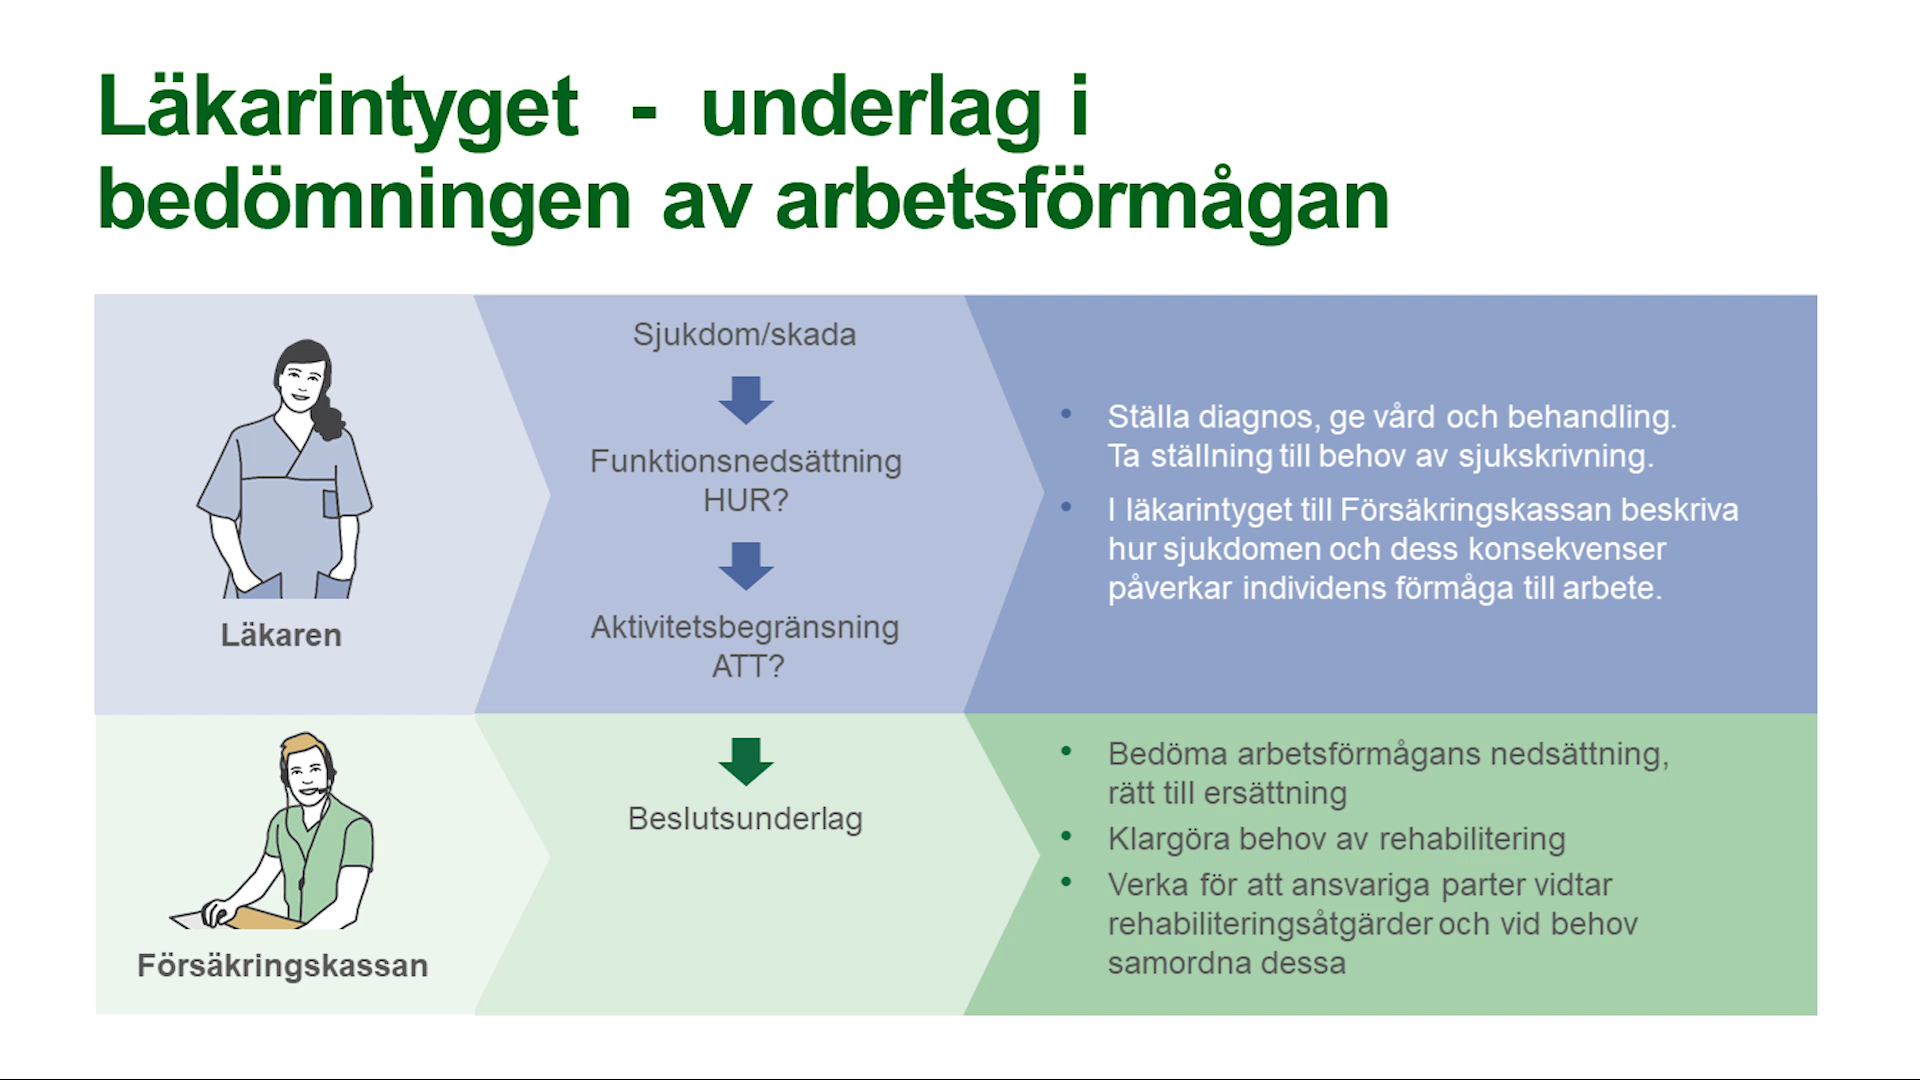 Läkarintyget - underlag i
bedömningen av arbetsförmågan
Läkaren
Sjukdom/skada
Funktionsnedsättning
HUR?
Aktivitetsbegränsning
ATT?
• Ställa diagnos, ge vård och behandling.
Ta ställning till behov av sjukskrivning.
• I läkarintyget till Försäkringskassan beskriva
hur sjukdomen och dess konsekvenser
påverkar individens förmåga till arbete.
Försäkringskassan
Beslutsunderlag
• Bedöma arbetsförmågans nedsättning,
rätt till ersättning
• Klargöra behov av rehabilitering
• Verka för att ansvariga parter vidtar
rehabiliteringsåtgärder och vid behov
samordna dessa